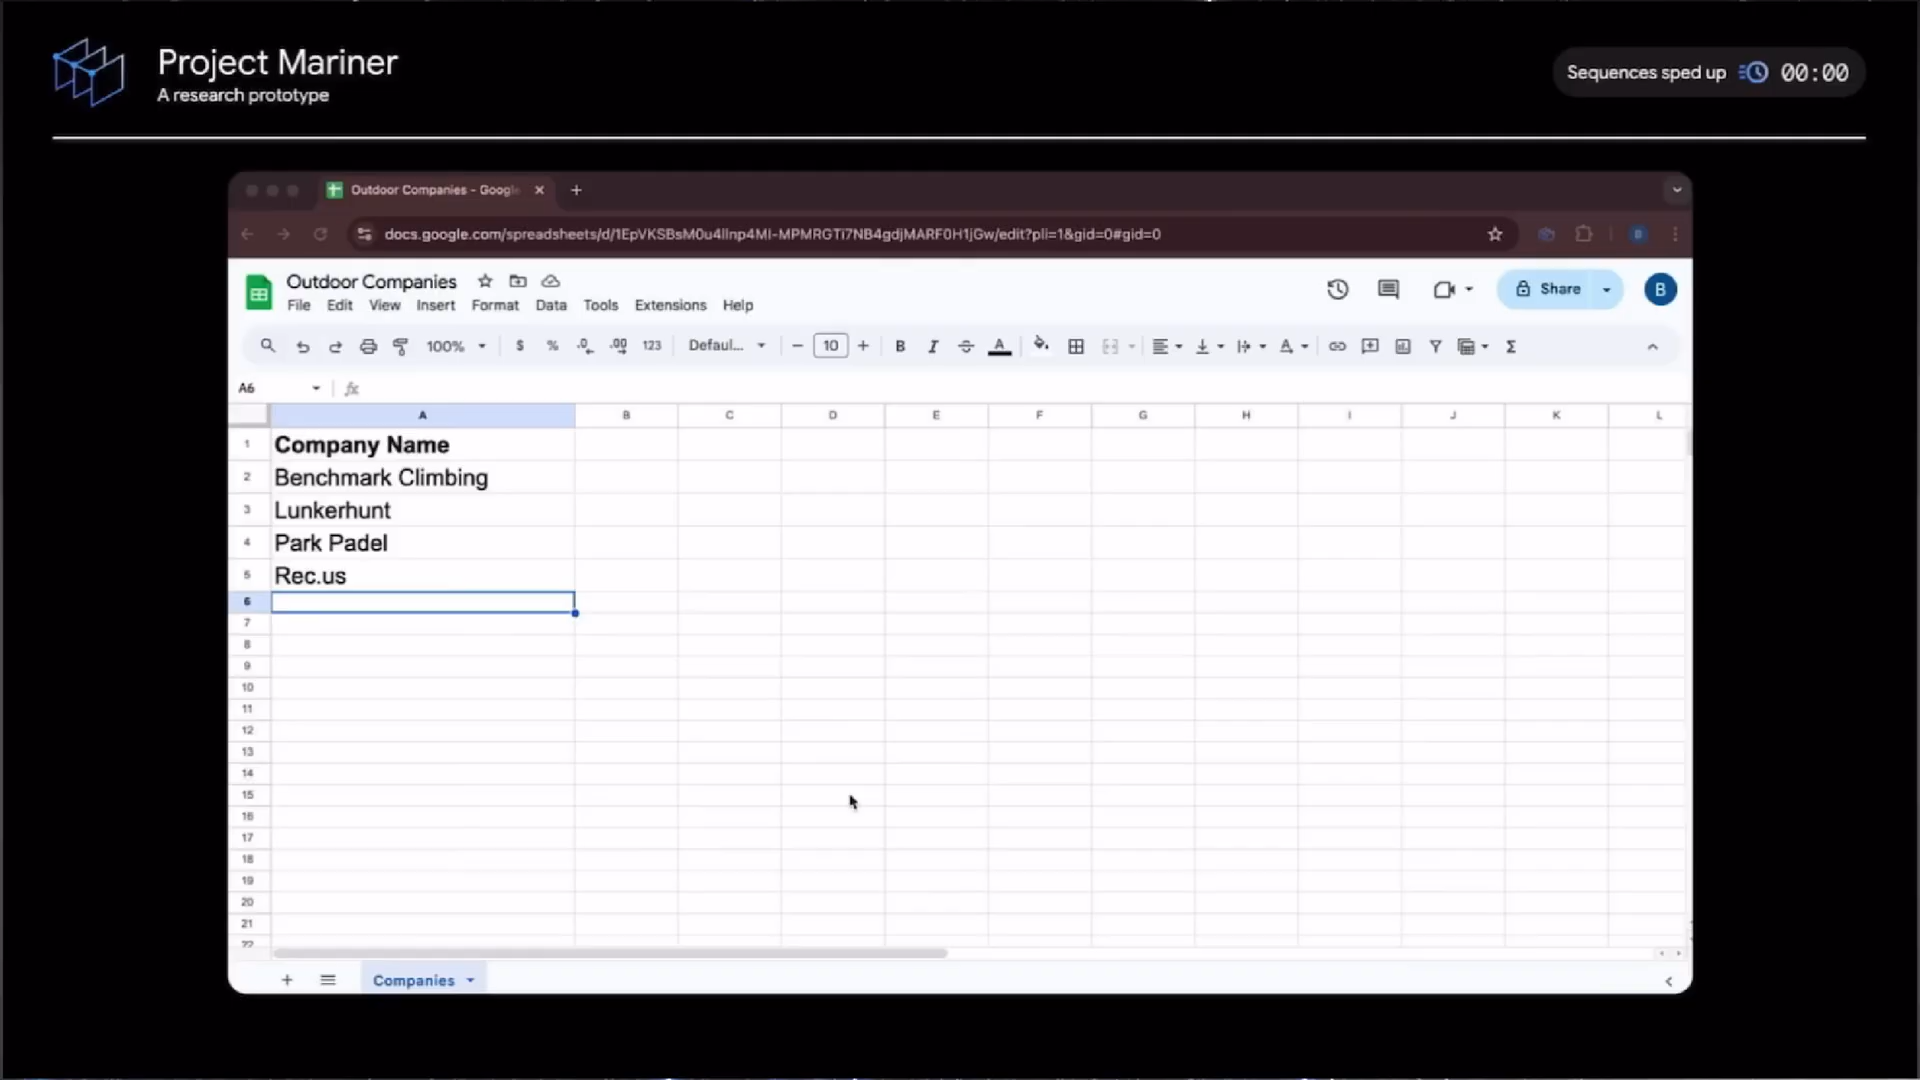 Project Mariner
A research prototype
Sequences sped up 00:00
Outdoor Companies - Googl
docs.google.com/spreadsheets/d/1EpVKSBsM0u4lInp4MI-MPMRGTi7NB4gdjMARF0H1jGw/edit?pli=1&gid=0#gid=0
B
Outdoor Companies
File Edit View Insert Format Data Tools Extensions Help
Share
B
100% $ % .0 .00 123 Defaul... 10 B I A
A6 fx
A B C D E F G H I J K L
1 Company Name
2 Benchmark Climbing
3 Lunkerhunt
4 Park Padel
5 Rec.us
6
7
8
9
10
11
12
13
14
15
16
17
18
19
20
21
22
Companies